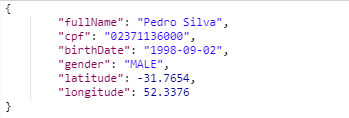 {
"fullName": "Pedro Silva",
"cpf": "02371136000",
"birthDate": "1998-09-02",
"gender": "MALE",
"latitude": -31.7654,
"longitude": 52.3376
}